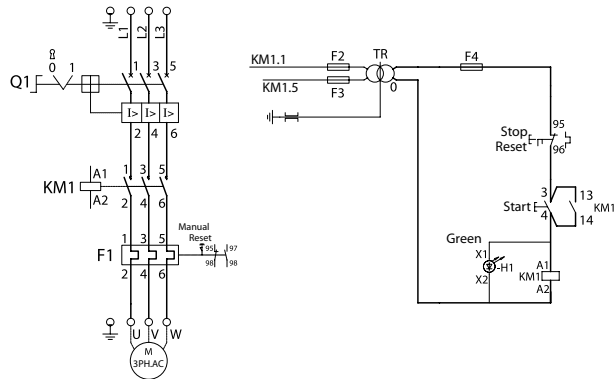 L1 L2 L3
0 1
Q1
1 3 5
I> I> I>
2 4 6
A1
KM1
A2
1 3 5
2 4 6
Manual
Reset
F1
1 3 5
95 97
98 98
2 4 6
U V W
M
3PH.AC
KM1.1
F2
TR
F4
KM1.5
F3
0
95
Stop
Reset
96
3
13
Start
KM1
4
14
Green
X1
-H1
X2
A1
KM1
A2